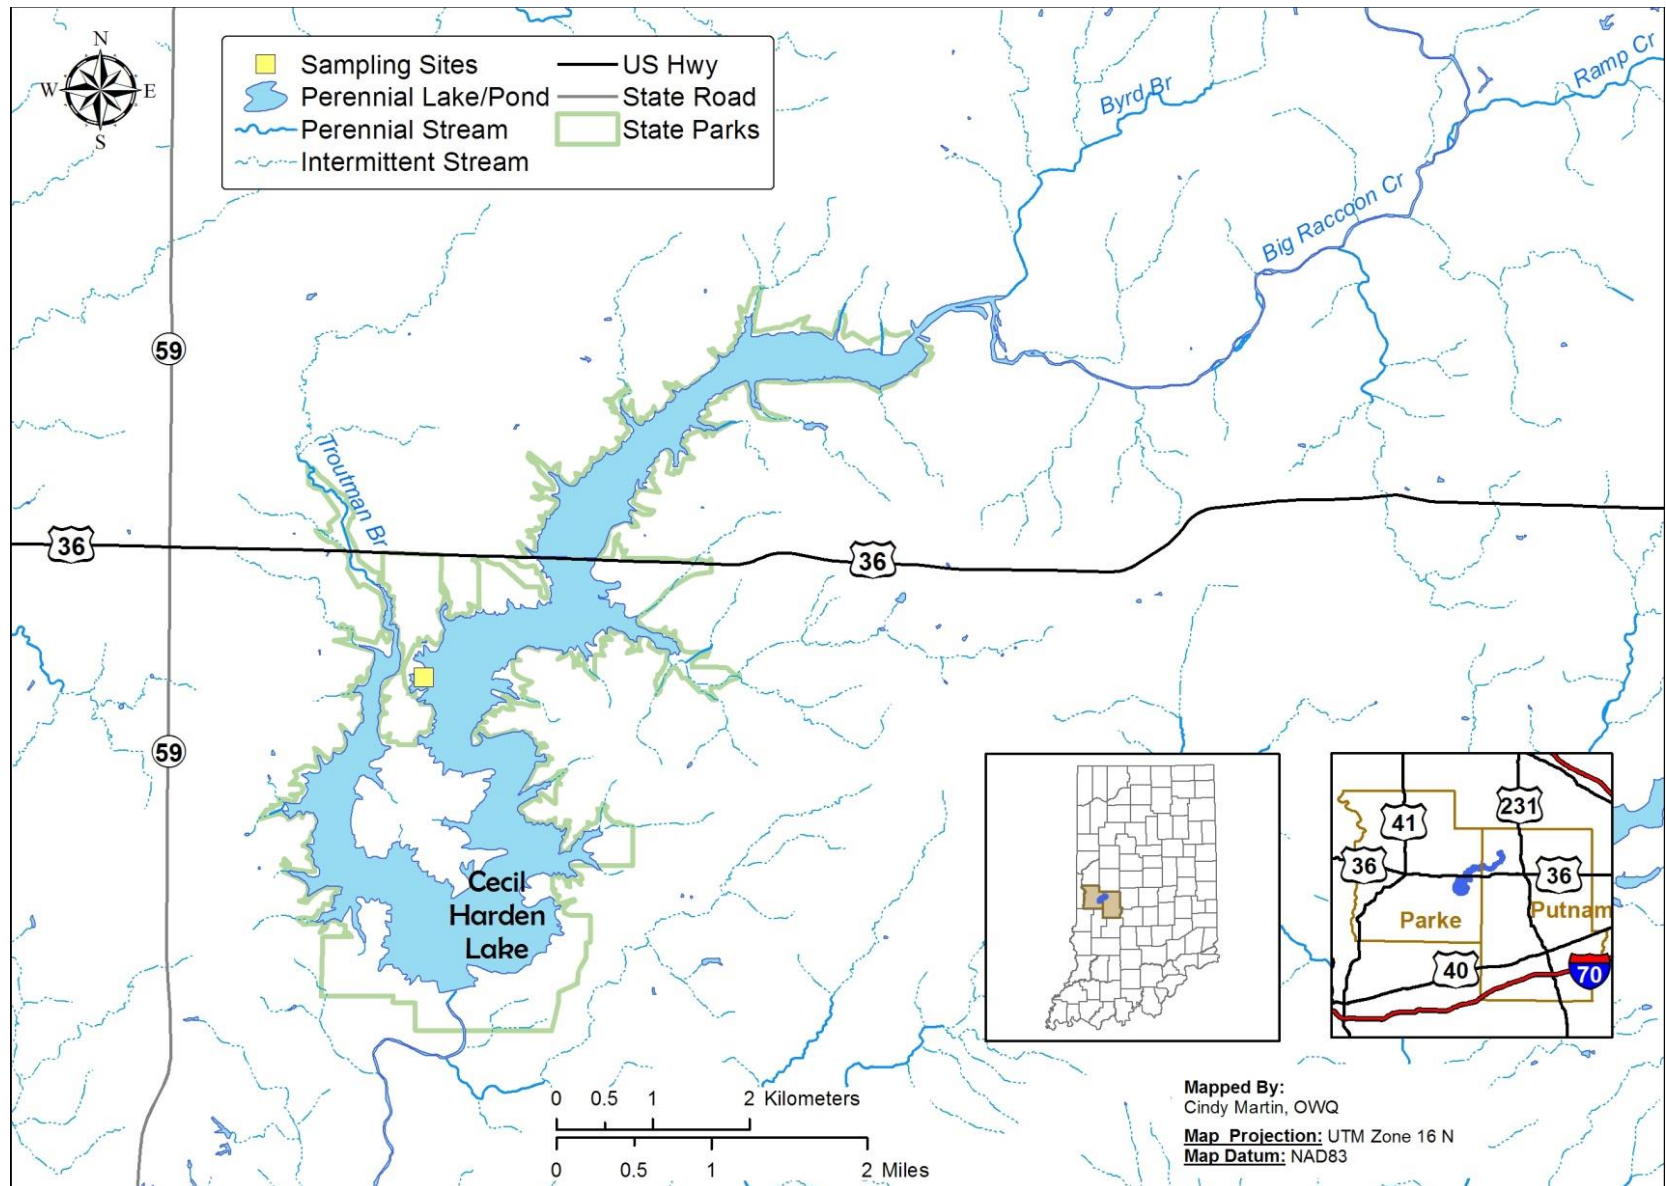 N
W E
S
Sampling Sites
Perennial Lake/Pond
Perennial Stream
Intermittent Stream
US Hwy
State Road
State Parks
Byrd Br
Ramp Cr
Big Raccoon Cr
59
Troutman Br
36
36
59
Cecil
Harden
Lake
41
231
36
36
Parke
Putnam
40
70
0 0.5 1 2 Kilometers
0 0.5 1 2 Miles
Mapped By:
Cindy Martin, OWQ
Map Projection: UTM Zone 16 N
Map Datum: NAD83